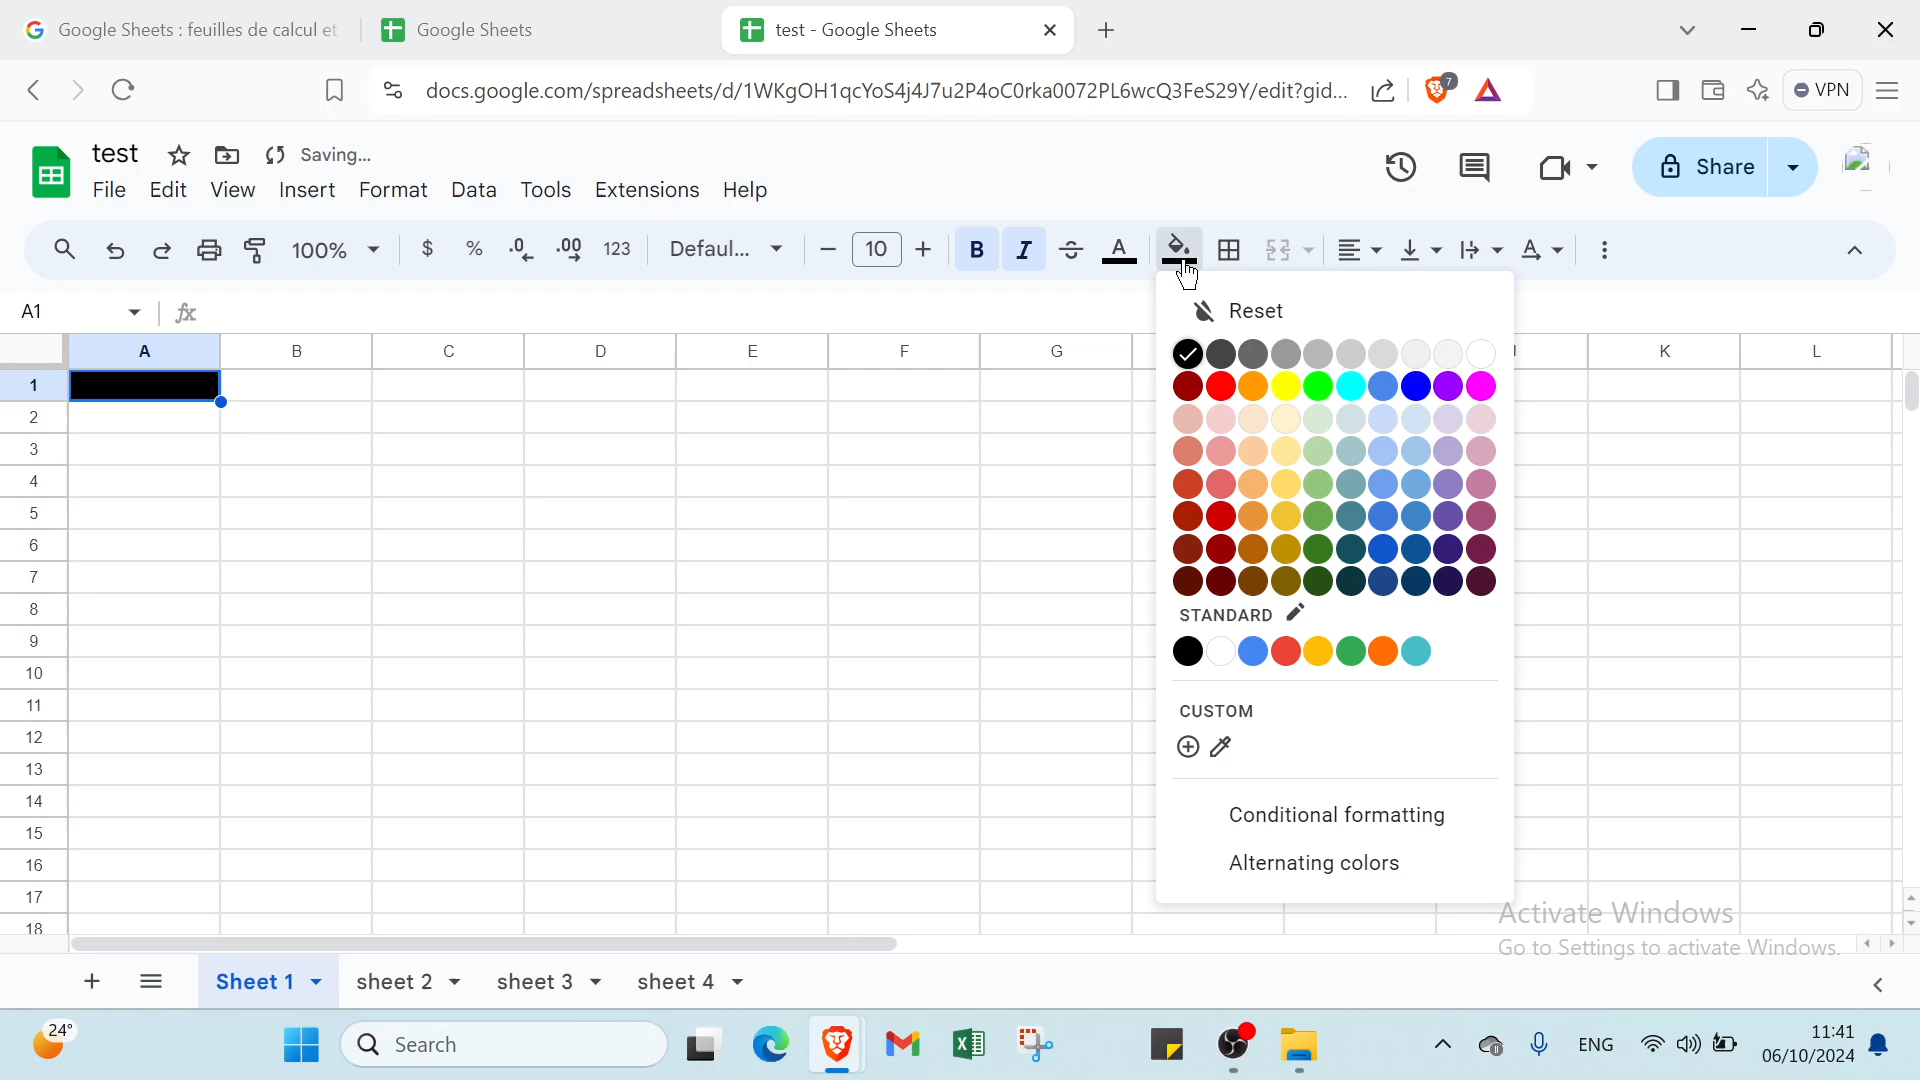 Google Sheets : feuilles de calcul et
Google Sheets
test - Google Sheets
docs.google.com/spreadsheets/d/1WKgOH1qcYoS4j4J7u2P4oC0rka0072PL6wcQ3FeS29Y/edit?gid...
7
VPN
test
Saving...
Share
File Edit View Insert Format Data Tools Extensions Help
100% $ % .0 .00 123 Defaul... 10 B I A A
A1 fx
Reset
A B C D E F G J K L
1
2
3
4
5
6
7
8
9
10
11
12
13
14
15
16
17
18
STANDARD
CUSTOM
Conditional formatting
Alternating colors
Activate Windows
Go to Settings to activate Windows.
Sheet 1 sheet 2 sheet 3 sheet 4
24°
Search
ENG
11:41
06/10/2024